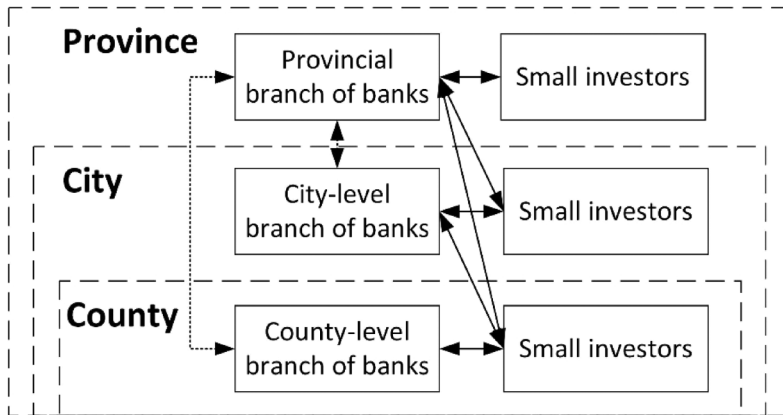 Province
Provincial
branch of banks
Small investors
City
City-level
branch of banks
Small investors
County
County-level
branch of banks
Small investors